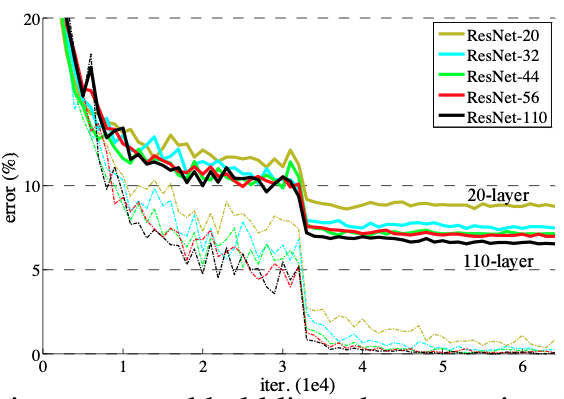 20
10
5
0
error (%)
ResNet-20
ResNet-32
ResNet-44
ResNet-56
ResNet-110
20-layer
110-layer
0 1 2 3 4 5 6
iter. (1e4)